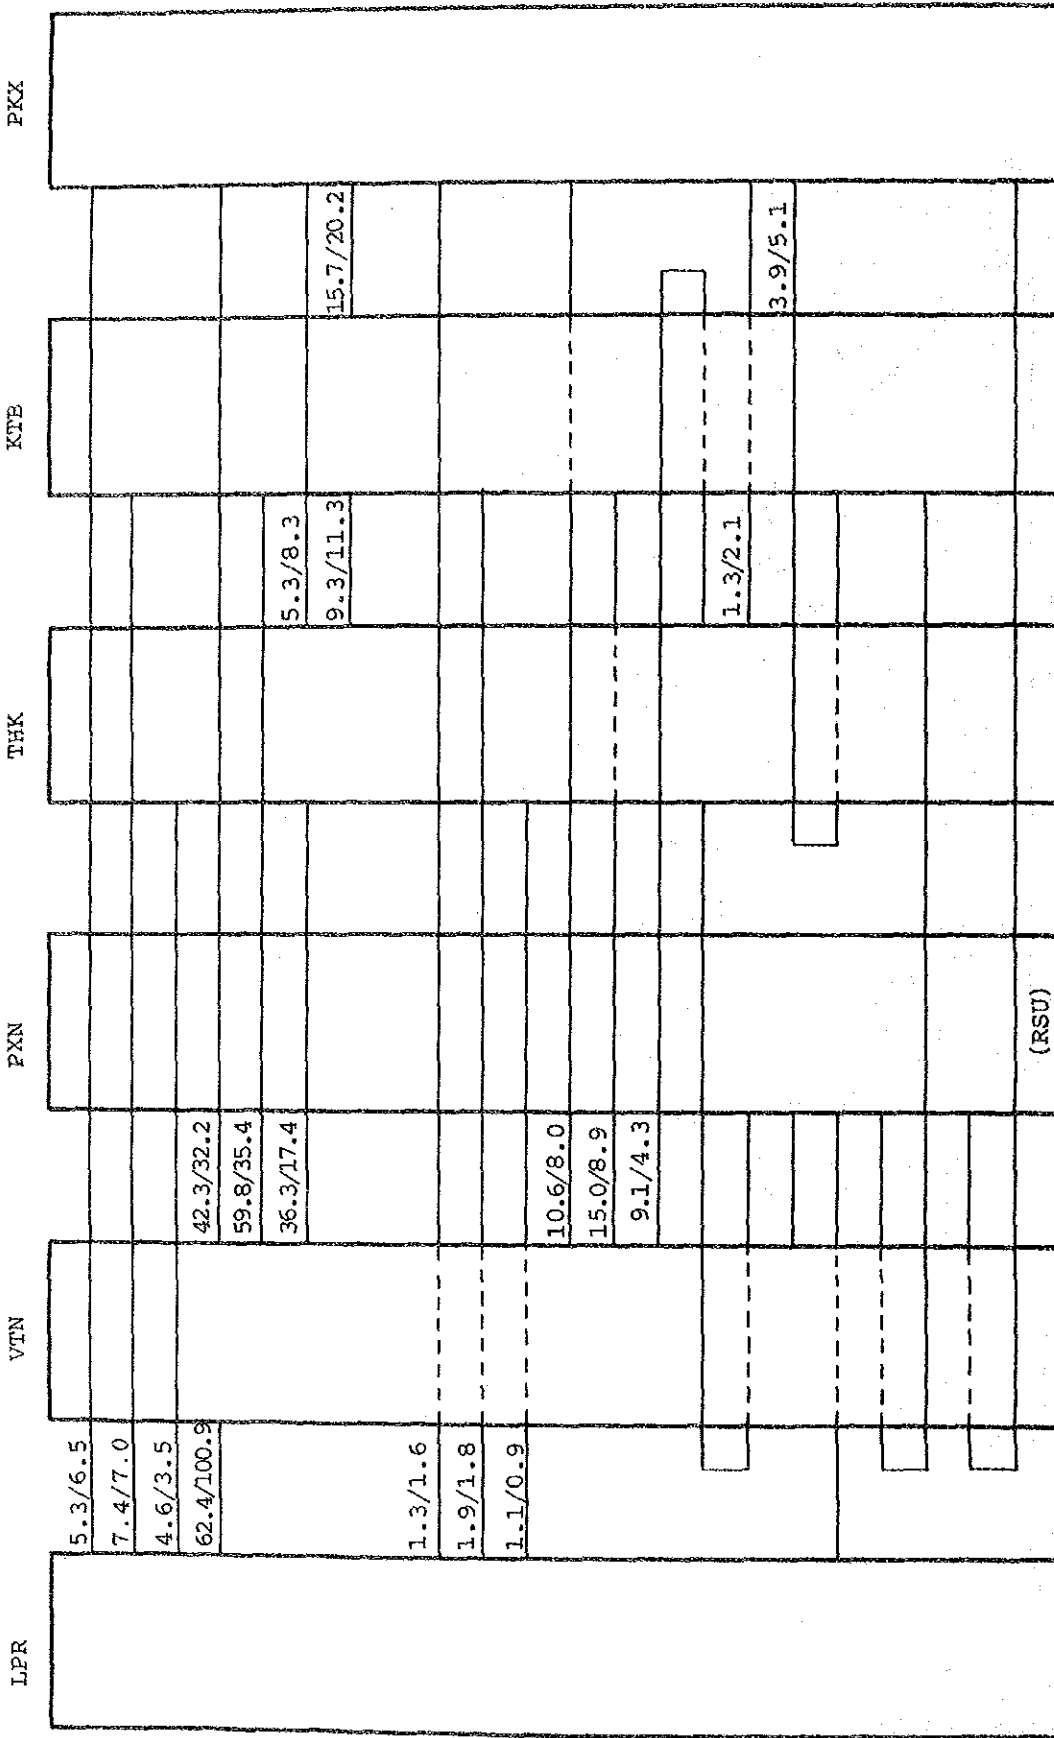 LPR
VTN
PXN
THK
KTB
PKX
5.3/6.5
7.4/7.0
4.6/3.5
62.4/100.9
1.3/1.6
1.9/1.8
1.1/0.9
42.3/32.2
59.8/35.4
36.3/17.4
10.6/8.0
15.0/8.9
9.1/4.3
(RSU)
5.3/8.3
9.3/11.3
1.3/2.1
15.7/20.2
3.9/5.1